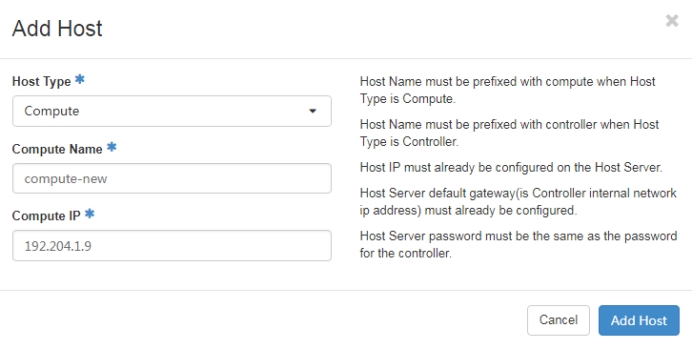 Add Host
×
Host Type *
Compute
Compute Name *
compute-new
Compute IP *
192.204.1.9
Host Name must be prefixed with compute when Host
Type is Compute.
Host Name must be prefixed with controller when Host
Type is Controller.
Host IP must already be configured on the Host Server.
Host Server default gateway(is Controller internal network
ip address) must already be configured.
Host Server password must be the same as the password
for the controller.
Cancel
Add Host